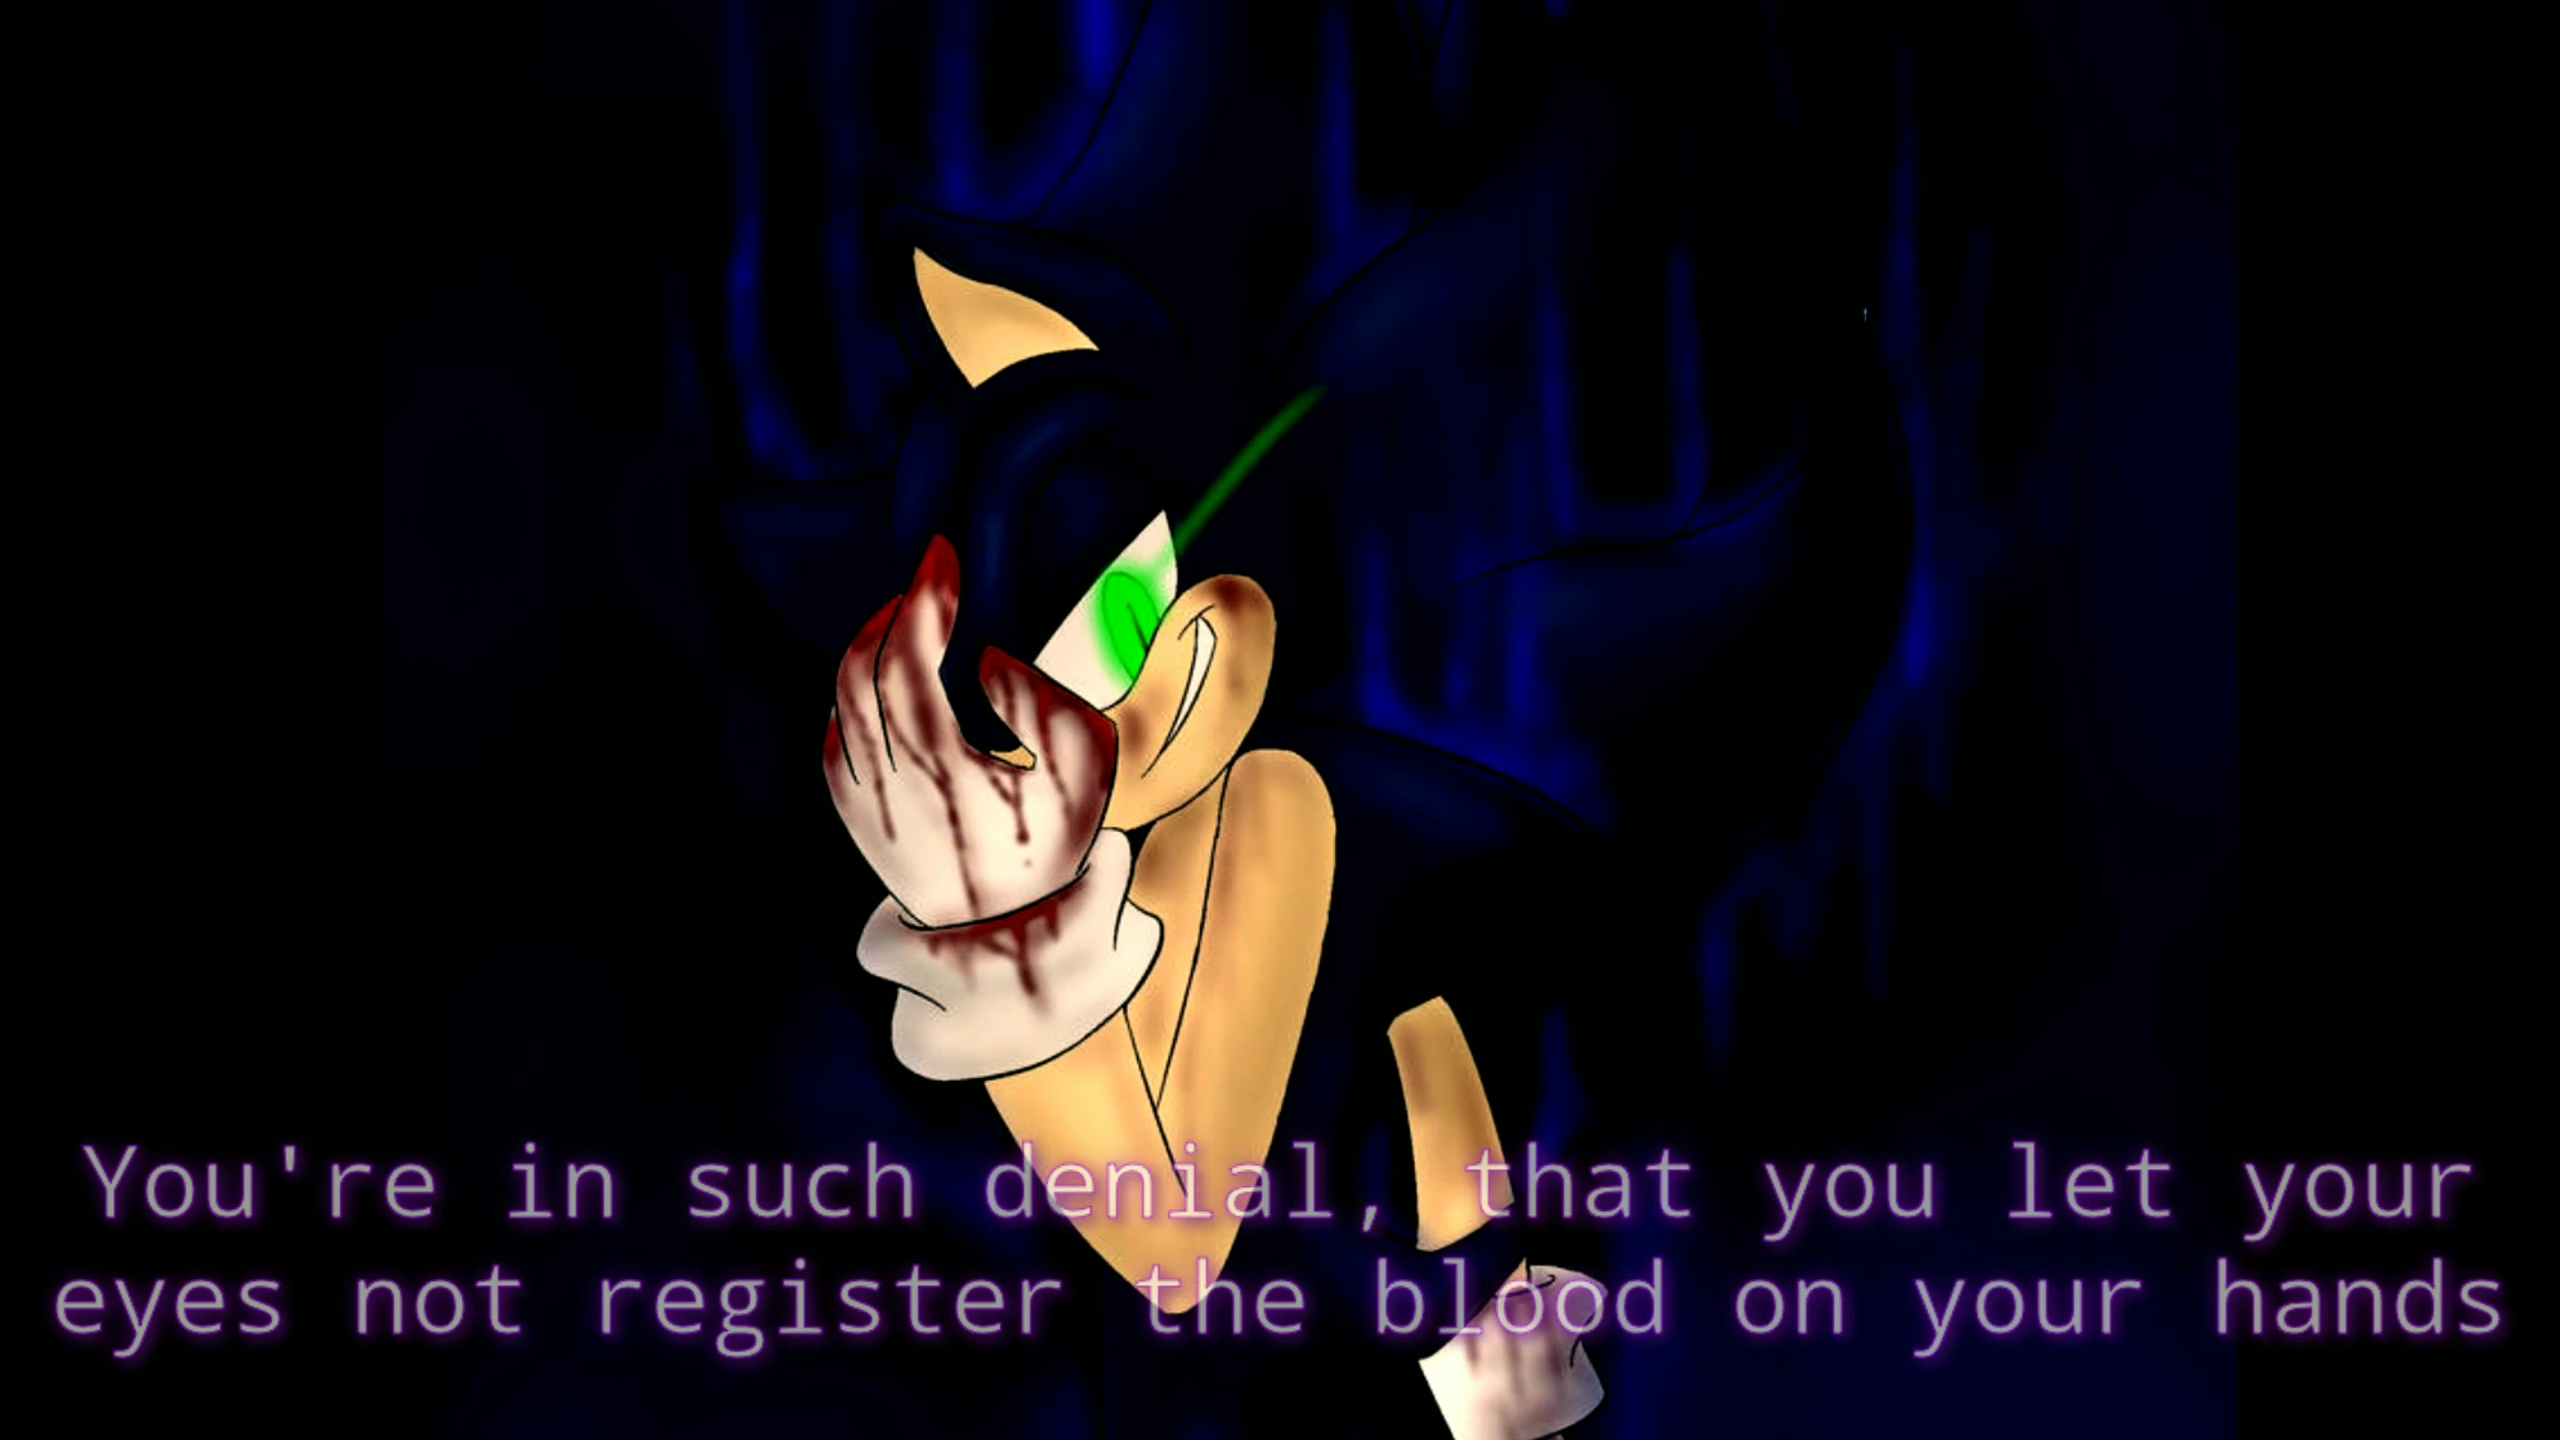 You're in such denial, that you let your
eyes not register the blood on your hands